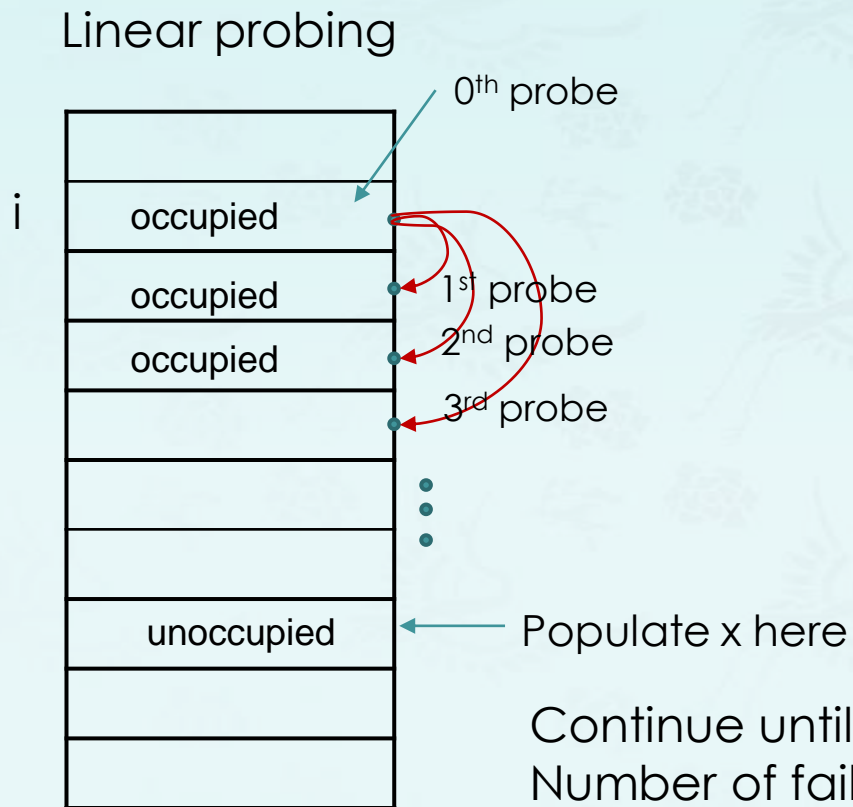 Linear probing
0th probe
i
occupied
occupied
1st probe
occupied
2nd probe
3rd probe
unoccupied
Populate x here
Continue until
Number of fail